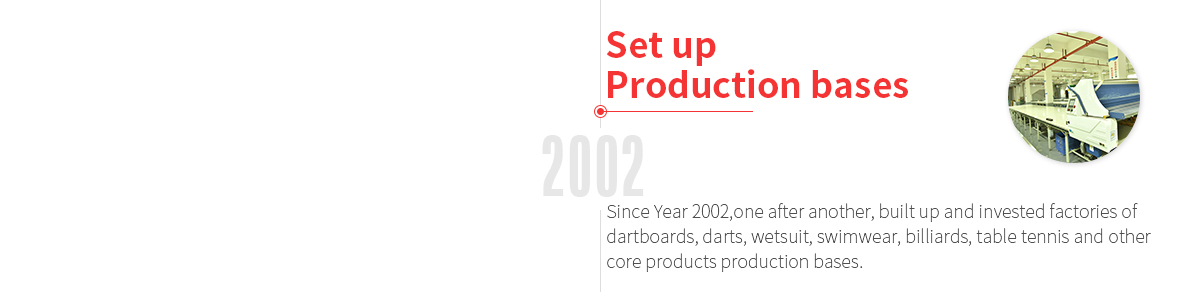 Set up
Production bases
2002
Since Year 2002,one after another, built up and invested factories of
dartboards, darts, wetsuit, swimwear, billiards, table tennis and other
core products production bases.